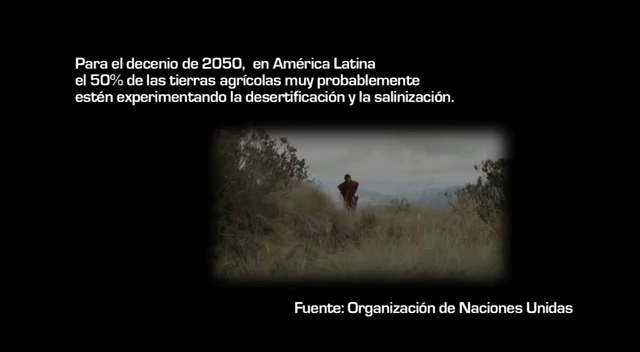 Para el decenio de 2050, en América Latina
el 50% de las tierras agrícolas muy probablemente
estén experimentando la desertificación y la salinización.
Fuente: Organización de Naciones Unidas